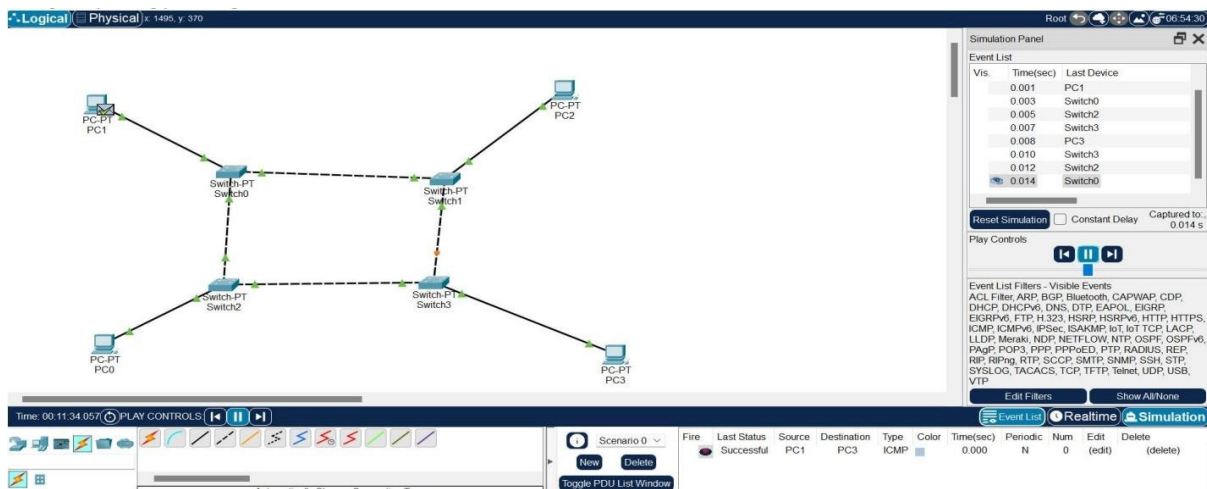 Logical Physical x: 1495, y: 370 Root 06:54:30
PC-PT
PC1
PC-PT
PC2
Switch-PT
Switch0
Switch-PT
Switch1
Switch-PT
Switch2
Switch-PT
Switch3
PC-PT
PC0
PC-PT
PC3
Simulation Panel
Event List
Vis. Time(sec) Last Device
0.001 PC1
0.003 Switch0
0.005 Switch2
0.007 Switch3
0.008 PC3
0.010 Switch3
0.012 Switch2
0.014 Switch0
Reset Simulation Constant Delay Captured to:
0.014 s
Play Controls
Event List Filters - Visible Events
ACL Filter, ARP, BGP, Bluetooth, CAPWAP, CDP,
DHCP, DHCPv6, DNS, DTP, EAPOL, EIGRP,
EIGRPv6, FTP, H.323, HSRP, HSRPv6, HTTP, HTTPS,
ICMP, ICMPv6, IPSec, ISAKMP, IoT, IoT TCP, LACP,
LLDP, Meraki, NDP, NETFLOW, NTP, OSPF, OSPFv6,
PAgP, POP3, PPP, PPPoED, PTP, RADIUS, REP,
RIP, RIPng, RTP, SCCP, SMTP, SNMP, SSH, STP,
SYSLOG, TACACS, TCP, TFTP, Telnet, UDP, USB,
VTP
Edit Filters Show All/None
Time: 00:11:34.057 PLAY CONTROLS: Event List Realtime Simulation
Scenario 0
New Delete
Toggle PDU List Window
Fire Last Status Source Destination Type Color Time(sec) Periodic Num Edit Delete
Successful PC1 PC3 ICMP 0.000 N 0 (edit) (delete)